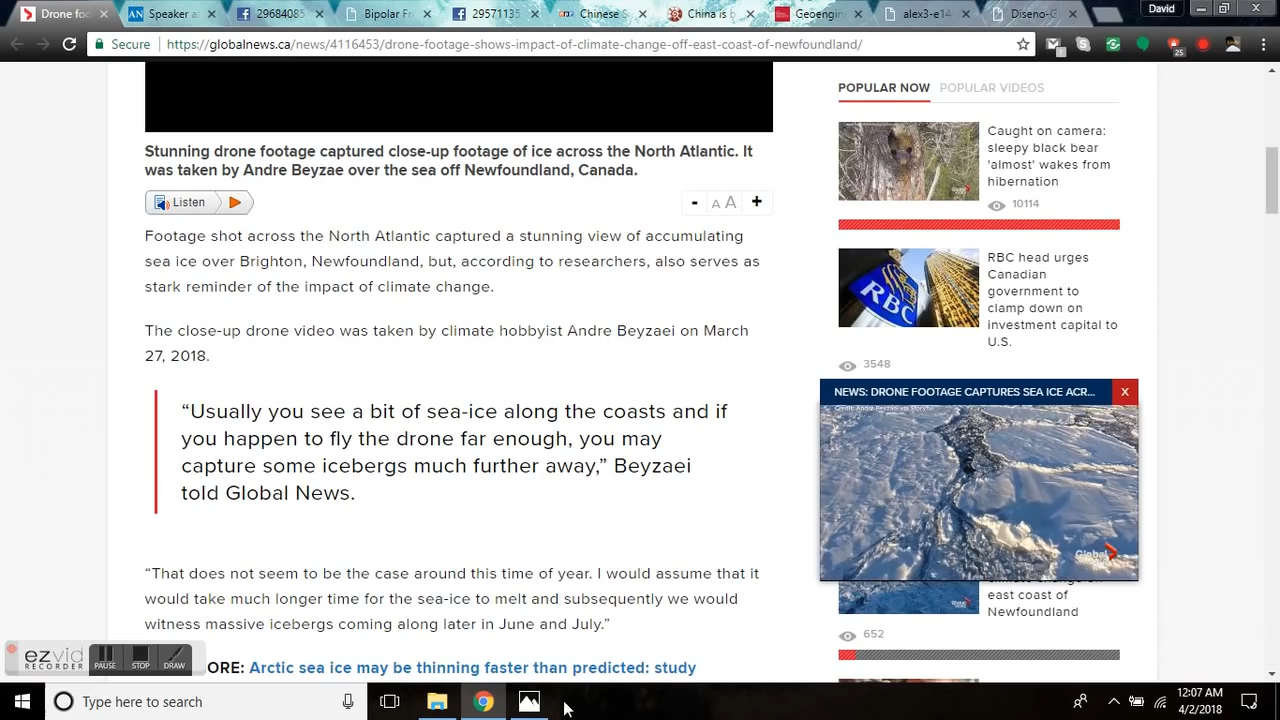 Drone fo
Speaker a
29684085
Bipolar Fr
29571135
Chinese S
China is b
Geoengin
alex3-e14
Diseno-G
David
Secure
https://globalnews.ca/news/4116453/drone-footage-shows-impact-of-climate-change-off-east-coast-of-newfoundland/
1
25
Stunning drone footage captured close-up footage of ice across the North Atlantic. It
was taken by Andre Beyzae over the sea off Newfoundland, Canada.
Listen
- A A +
Footage shot across the North Atlantic captured a stunning view of accumulating
sea ice over Brighton, Newfoundland, but, according to researchers, also serves as
stark reminder of the impact of climate change.
The close-up drone video was taken by climate hobbyist Andre Beyzaei on March
27, 2018.
“Usually you see a bit of sea-ice along the coasts and if
you happen to fly the drone far enough, you may
capture some icebergs much further away,” Beyzaei
told Global News.
“That does not seem to be the case around this time of year. I would assume that it
would take much longer time for the sea-ice to melt and subsequently we would
witness massive icebergs coming along later in June and July.”
ORE: Arctic sea ice may be thinning faster than predicted: study
POPULAR NOW POPULAR VIDEOS
Caught on camera:
sleepy black bear
'almost' wakes from
hibernation
10114
RBC head urges
Canadian
government to
clamp down on
investment capital to
U.S.
3548
RBC
NEWS: DRONE FOOTAGE CAPTURES SEA ICE ACR...
X
Global
east coast of
Newfoundland
652
ezvid
RECORDER
PAUSE
STOP
DRAW
Type here to search
12:07 AM
4/2/2018